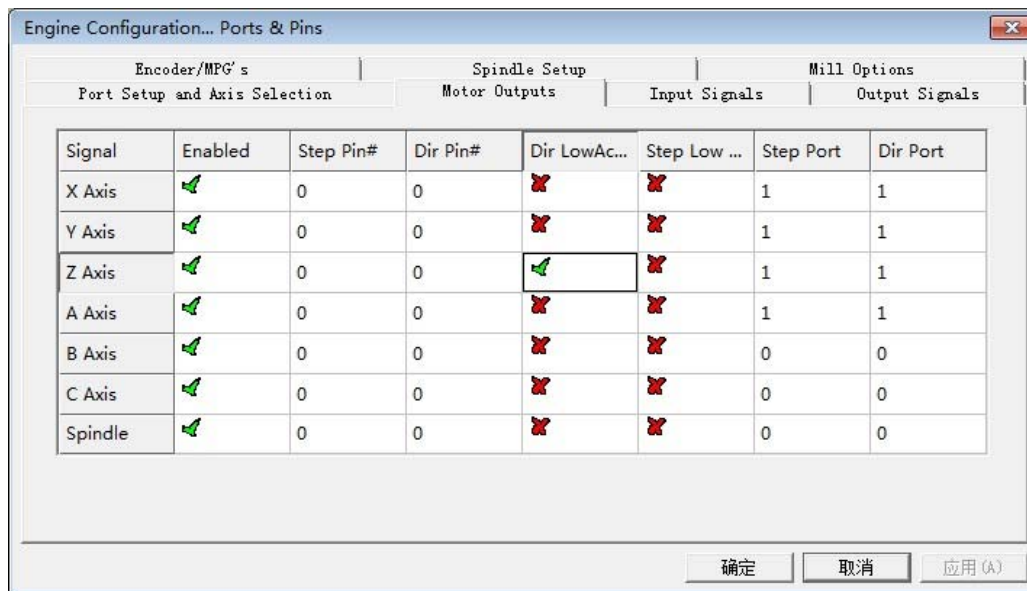 Engine Configuration... Ports & Pins
Encoder/MPG's Spindle Setup Mill Options
Port Setup and Axis Selection Motor Outputs Input Signals Output Signals
Signal Enabled Step Pin# Dir Pin# Dir LowAc... Step Low ... Step Port Dir Port
X Axis 0 0 1 1
Y Axis 0 0 1 1
Z Axis 0 0 1 1
A Axis 0 0 1 1
B Axis 0 0 0 0
C Axis 0 0 0 0
Spindle 0 0 0 0
确定 取消 应用(A)